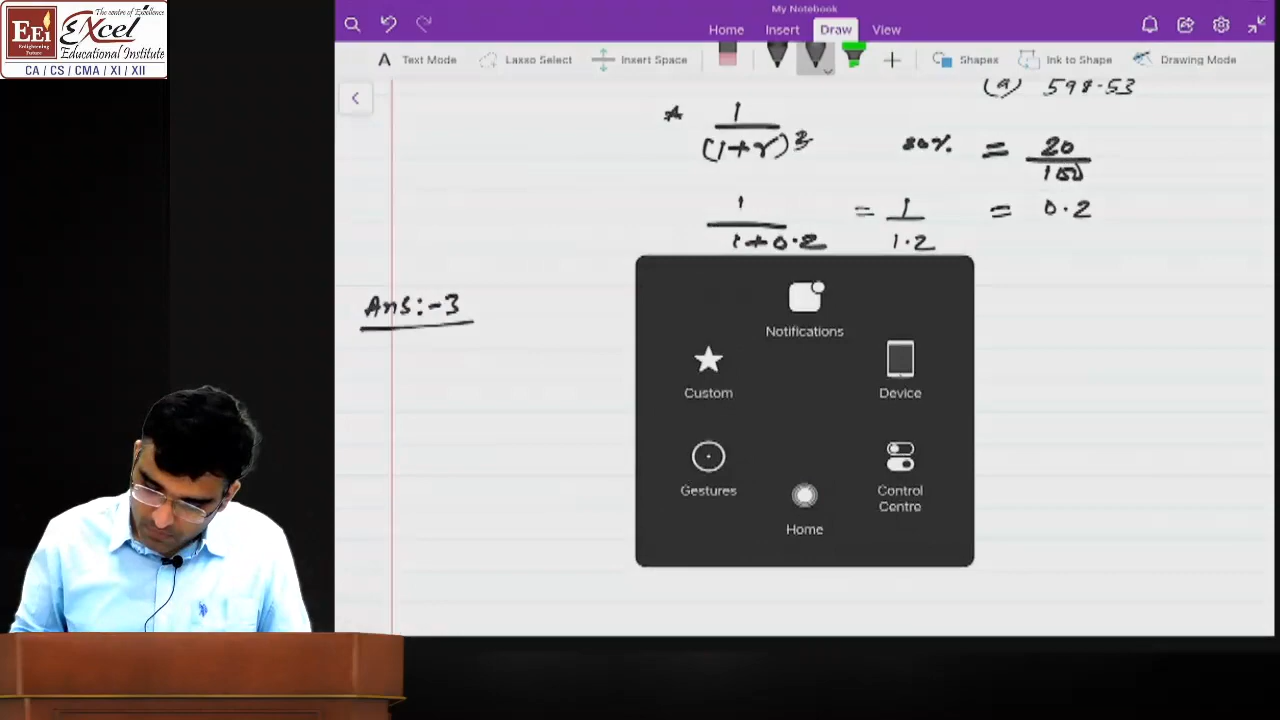 The centre of Excellence
EEi
Enlightening Future
Excel
Educational Institute
CA / CS / CMA / XI / XII
My Notebook
Home Insert Draw View
A Text Mode Lasso Select Insert Space Shapes Ink to Shape Drawing Mode
(a) 598.53
1
(1+r)³ = 20
100
1 = 1 = 0.2
1+0.2 1.2
Ans:-3
Notifications
Custom
Device
Gestures
Control Centre
Home